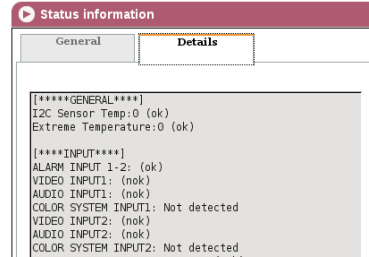 Status information
General
Details
[*****GENERAL****]
I2C Sensor Temp:0 (ok)
Extreme Temperature:0 (ok)
[****INPUT****]
ALARM INPUT 1-2: (ok)
VIDEO INPUT1: (nok)
AUDIO INPUT1: (nok)
COLOR SYSTEM INPUT1: Not detected
VIDEO INPUT2: (nok)
AUDIO INPUT2: (nok)
COLOR SYSTEM INPUT2: Not detected